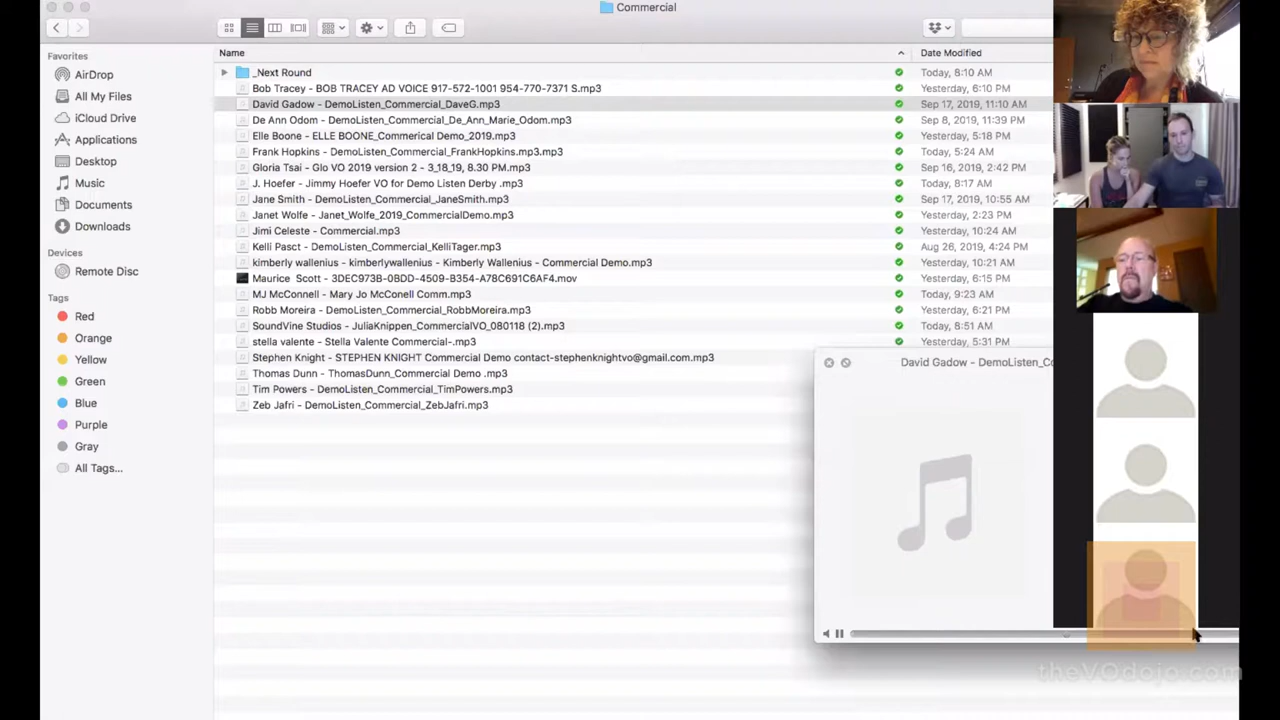 Commercial
Favorites
AirDrop
All My Files
iCloud Drive
Applications
Desktop
Music
Documents
Downloads
Devices
Remote Disc
Tags
Red
Orange
Yellow
Green
Blue
Purple
Gray
All Tags...
Name Date Modified
_Next Round Today, 8:10 AM
Bob Tracey - BOB TRACEY AD VOICE 917-572-1001 954-770-7371 S.mp3 Yesterday, 6:10 PM
David Gadow - DemoListen_Commercial_DaveG.mp3 Sep 17, 2019, 11:10 AM
De Ann Odom - DemoListen_Commercial_De_Ann_Marie_Odom.mp3 Sep 8, 2019, 11:39 PM
Elle Boone - ELLE BOONE_Commerical Demo_2019.mp3 Yesterday, 5:18 PM
Frank Hopkins - DemoListen_Commercial_FrankHopkins.mp3.mp3 Today, 5:24 AM
Gloria Tsai - Glo VO 2019 version 2 - 3_18_19, 8.30 PM.mp3 Sep 16, 2019, 2:42 PM
J. Hoefer - Jimmy Hoefer VO for Demo Listen Derby .mp3 Today, 8:17 AM
Jane Smith - DemoListen_Commercial_JaneSmith.mp3 Sep 17, 2019, 10:55 AM
Janet Wolfe - Janet_Wolfe_2019_CommercialDemo.mp3 Yesterday, 2:23 PM
Jimi Celeste - Commercial.mp3 Yesterday, 10:24 AM
Kelli Pasct - DemoListen_Commercial_KelliTager.mp3 Aug 26, 2019, 4:24 PM
kimberly wallenius - kimberlywallenius - Kimberly Wallenius - Commercial Demo.mp3 Yesterday, 10:21 AM
Maurice Scott - 3DEC973B-0BDD-4509-B354-A78C691C6AF4.mov Yesterday, 6:15 PM
MJ McConnell - Mary Jo McConell Comm.mp3 Today, 9:23 AM
Robb Moreira - DemoListen_Commercial_RobbMoreira.mp3 Yesterday, 6:21 PM
SoundVine Studios - JuliaKnippen_CommercialVO_080118 (2).mp3 Today, 8:51 AM
stella valente - Stella Valente Commercial-.mp3 Yesterday, 5:31 PM
Stephen Knight - STEPHEN KNIGHT Commercial Demo contact-stephenknightvo@gmail.com.mp3
Thomas Dunn - ThomasDunn_Commercial Demo .mp3
Tim Powers - DemoListen_Commercial_TimPowers.mp3
Zeb Jafri - DemoListen_Commercial_ZebJafri.mp3
David Gadow - DemoListen_Co
theVOdojo.com